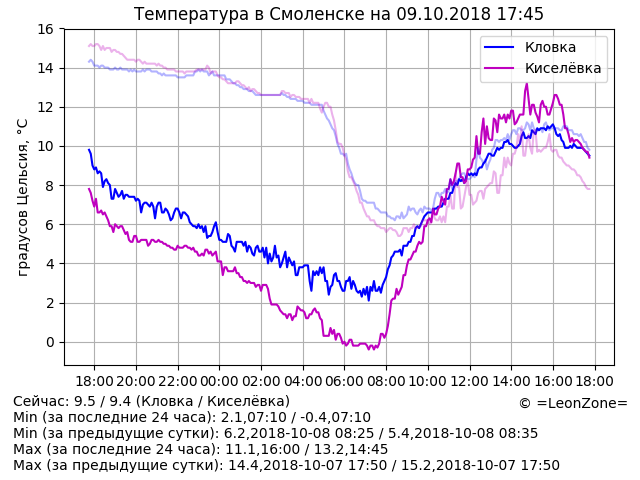 Температура в Смоленске на 09.10.2018 17:45
градусов Цельсия, °C
16
14
12
10
8
6
4
2
0
Кловка
Киселёвка
18:00 20:00 22:00 00:00 02:00 04:00 06:00 08:00 10:00 12:00 14:00 16:00 18:00
Сейчас: 9.5 / 9.4 (Кловка / Киселёвка)
© =LeonZone=
Min (за последние 24 часа): 2.1,07:10 / -0.4,07:10
Min (за предыдущие сутки): 6.2,2018-10-08 08:25 / 5.4,2018-10-08 08:35
Max (за последние 24 часа): 11.1,16:00 / 13.2,14:45
Max (за предыдущие сутки): 14.4,2018-10-07 17:50 / 15.2,2018-10-07 17:50